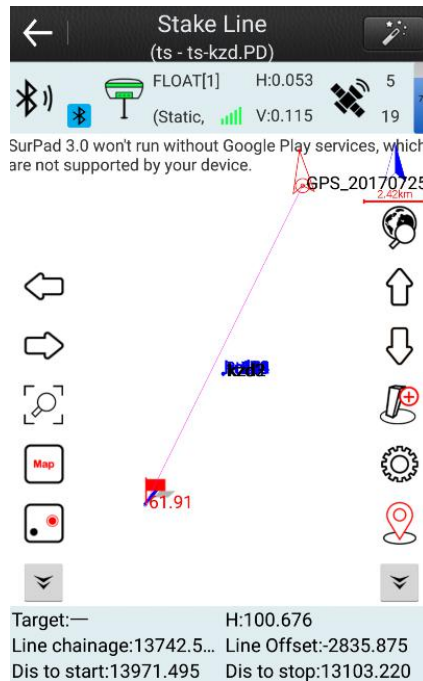 Stake Line
(ts - ts-kzd.PD)
FLOAT[1] H:0.053 5
(Static, V:0.115 19
SurPad 3.0 won't run without Google Play services, which
are not supported by your device.
GPS_20170725
2.42km
Map
61.91
Target:—
H:100.676
Line chainage:13742.5...
Line Offset:-2835.875
Dis to start:13971.495
Dis to stop:13103.220